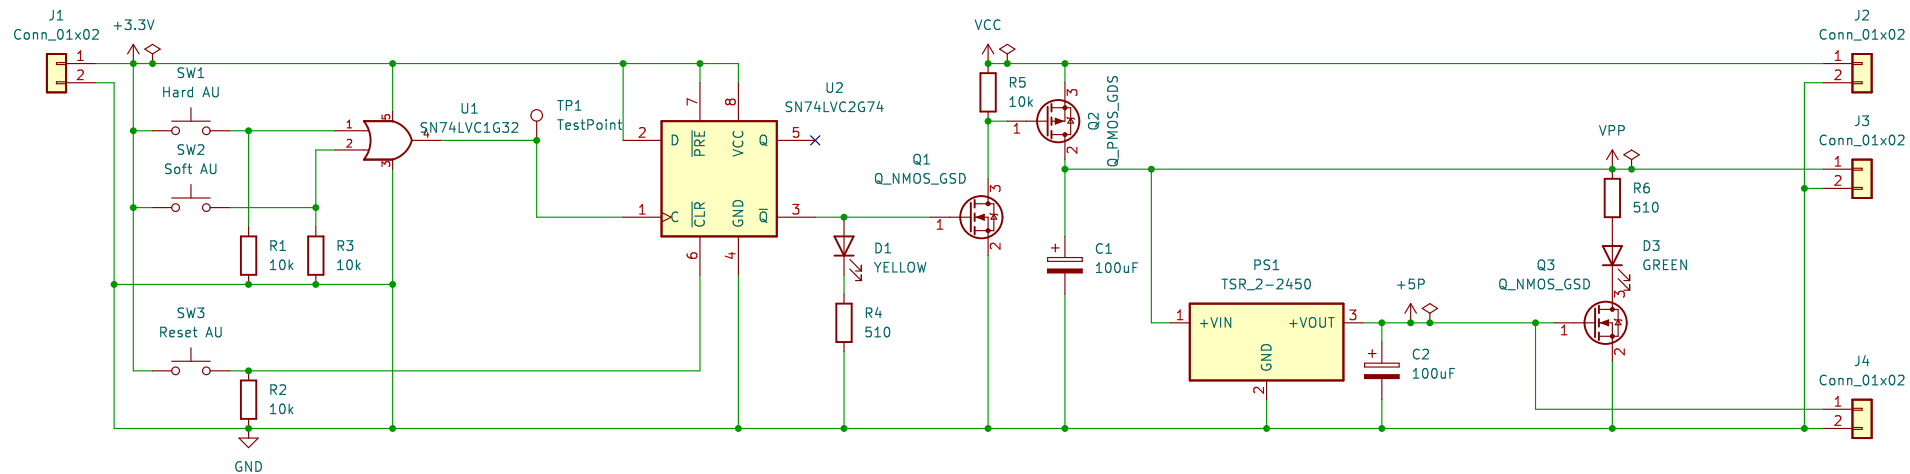 J1
Conn_01x02
1
2
+3.3V
SW1
Hard AU
SW2
Soft AU
R1
10k
R3
10k
SW3
Reset AU
R2
10k
GND
U1
SN74LVC1G32
1
2
5
4
3
TP1
TestPoint
U2
SN74LVC2G74
7
8
2
D
PRE
VCC
Q
5
1
C
CLR
GND
Q
3
6
4
D1
YELLOW
R4
510
Q1
Q_NMOS_GSD
1
3
2
VCC
R5
10k
Q2
Q_PMOS_GDS
1
3
2
C1
100uF
PS1
TSR_2-2450
1
+VIN
+VOUT
3
GND
2
+5P
C2
100uF
Q3
Q_NMOS_GSD
1
3
2
VPP
R6
510
D3
GREEN
J2
Conn_01x02
1
2
J3
Conn_01x02
1
2
J4
Conn_01x02
1
2